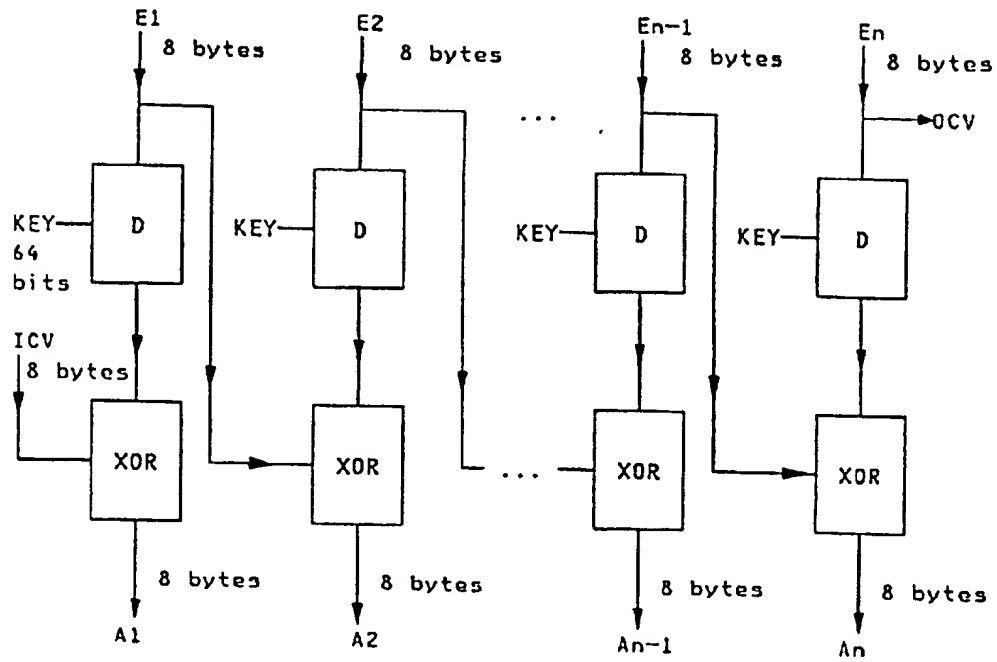 E1
8 bytes
E2
8 bytes
En-1
8 bytes
En
8 bytes
...
OCV
KEY
64
bits
D
KEY
D
KEY
D
KEY
D
ICV
8 bytes
XOR
XOR
...
XOR
XOR
8 bytes
8 bytes
8 bytes
8 bytes
A1
A2
An-1
An